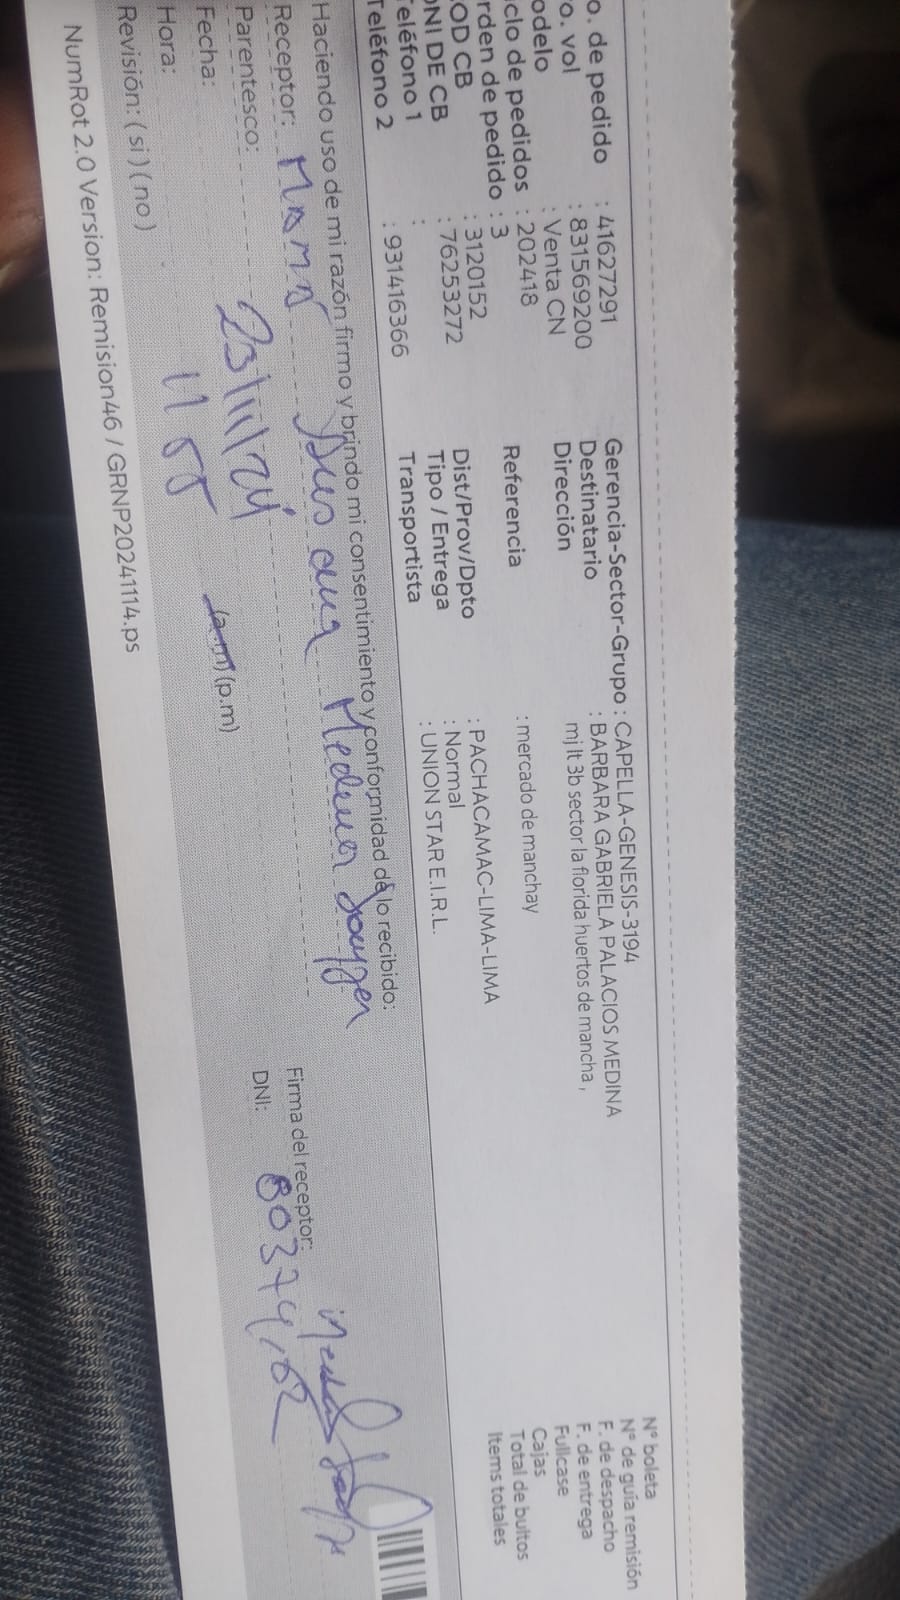 o. de pedido : 41627291
o. vol : 831569200
odelo : Venta CN
clo de pedidos : 202418
rden de pedido : 3
OD CB : 3120152
NI DE CB : 76253272
Teléfono 1 :
Teléfono 2 : 931416366
Gerencia-Sector-Grupo : CAPELLA-GENESIS-3194
Destinatario : BARBARA GABRIELA PALACIOS MEDINA
Dirección mj lt 3b sector la florida huertos de mancha ,
Referencia : mercado de manchay
Dist/Prov/Dpto : PACHACAMAC-LIMA-LIMA
Tipo / Entrega : Normal
Transportista : UNION STAR E.I.R.L.
N° boleta
N° de guía remisión
F. de despacho
F. de entrega
Fullcase
Cajas
Total de bultos
Items totales
Haciendo uso de mi razón firmo y brindo mi consentimiento y conformidad de lo recibido:
Receptor: Mama Medina
Firma del receptor:
Parentesco:
DNI: 80374162
Fecha: 23/11/24
Hora: 11 55 (a.m) (p.m)
Revisión: ( si ) ( no )
NumRot 2.0 Version: Remision46 / GRNP20241114.ps